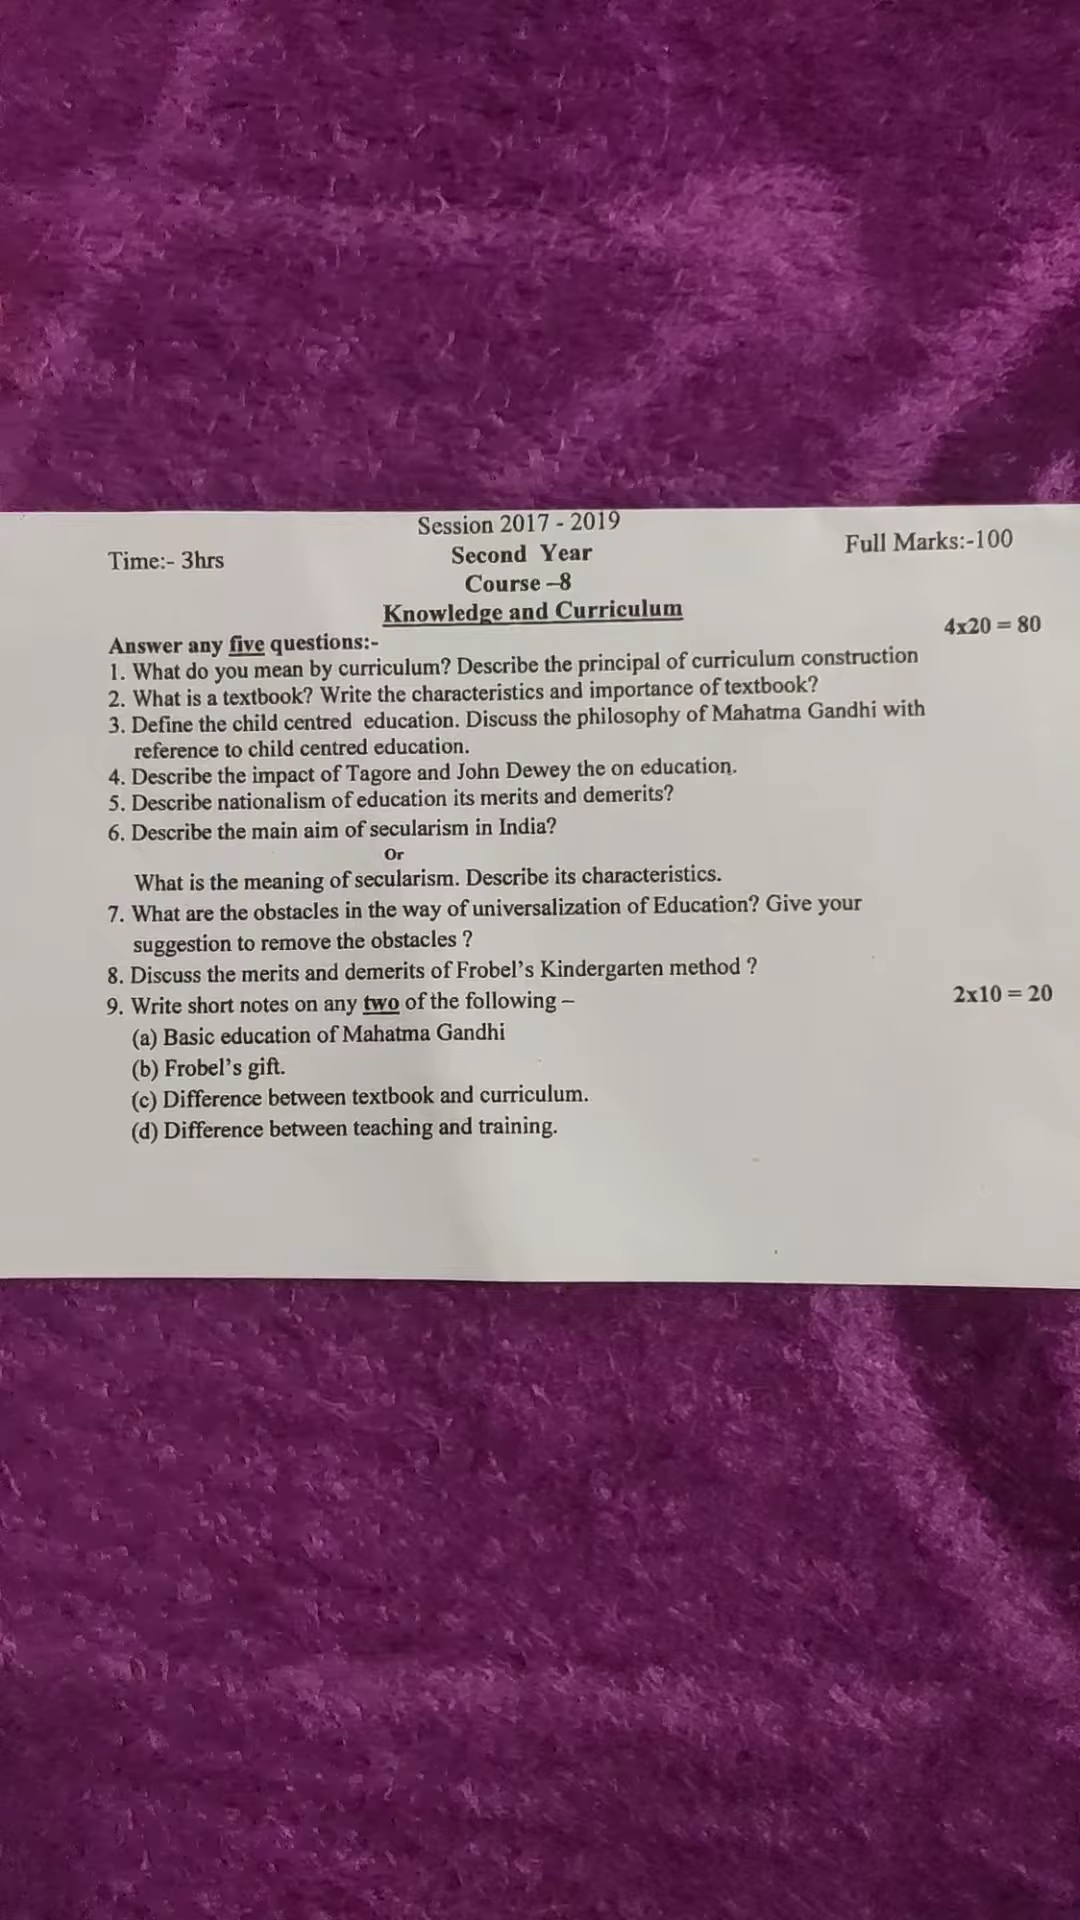 Session 2017 - 2019
Time:- 3hrs
Second Year
Full Marks:-100
Course –8
Knowledge and Curriculum
Answer any five questions:-
4x20 = 80
1. What do you mean by curriculum? Describe the principal of curriculum construction
2. What is a textbook? Write the characteristics and importance of textbook?
3. Define the child centred education. Discuss the philosophy of Mahatma Gandhi with
reference to child centred education.
4. Describe the impact of Tagore and John Dewey the on education.
5. Describe nationalism of education its merits and demerits?
6. Describe the main aim of secularism in India?
Or
What is the meaning of secularism. Describe its characteristics.
7. What are the obstacles in the way of universalization of Education? Give your
suggestion to remove the obstacles ?
8. Discuss the merits and demerits of Frobel's Kindergarten method ?
9. Write short notes on any two of the following –
2x10 = 20
(a) Basic education of Mahatma Gandhi
(b) Frobel's gift.
(c) Difference between textbook and curriculum.
(d) Difference between teaching and training.